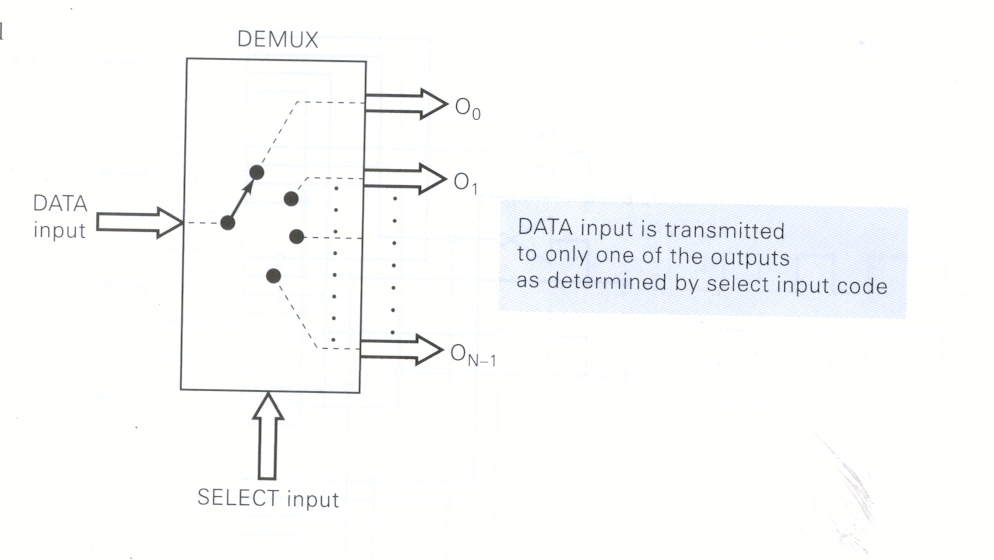 DEMUX
O0
O1
DATA
input
DATA input is transmitted
to only one of the outputs
as determined by select input code
ON–1
SELECT input